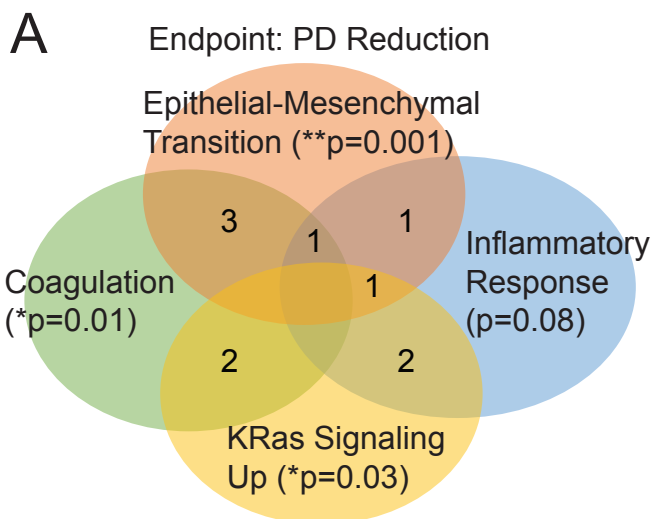 A
Endpoint: PD Reduction
Epithelial-Mesenchymal
Transition (**p=0.001)
3
1
1
Inflammatory
Response
(p=0.08)
Coagulation
(*p=0.01)
1
2
2
KRas Signaling
Up (*p=0.03)